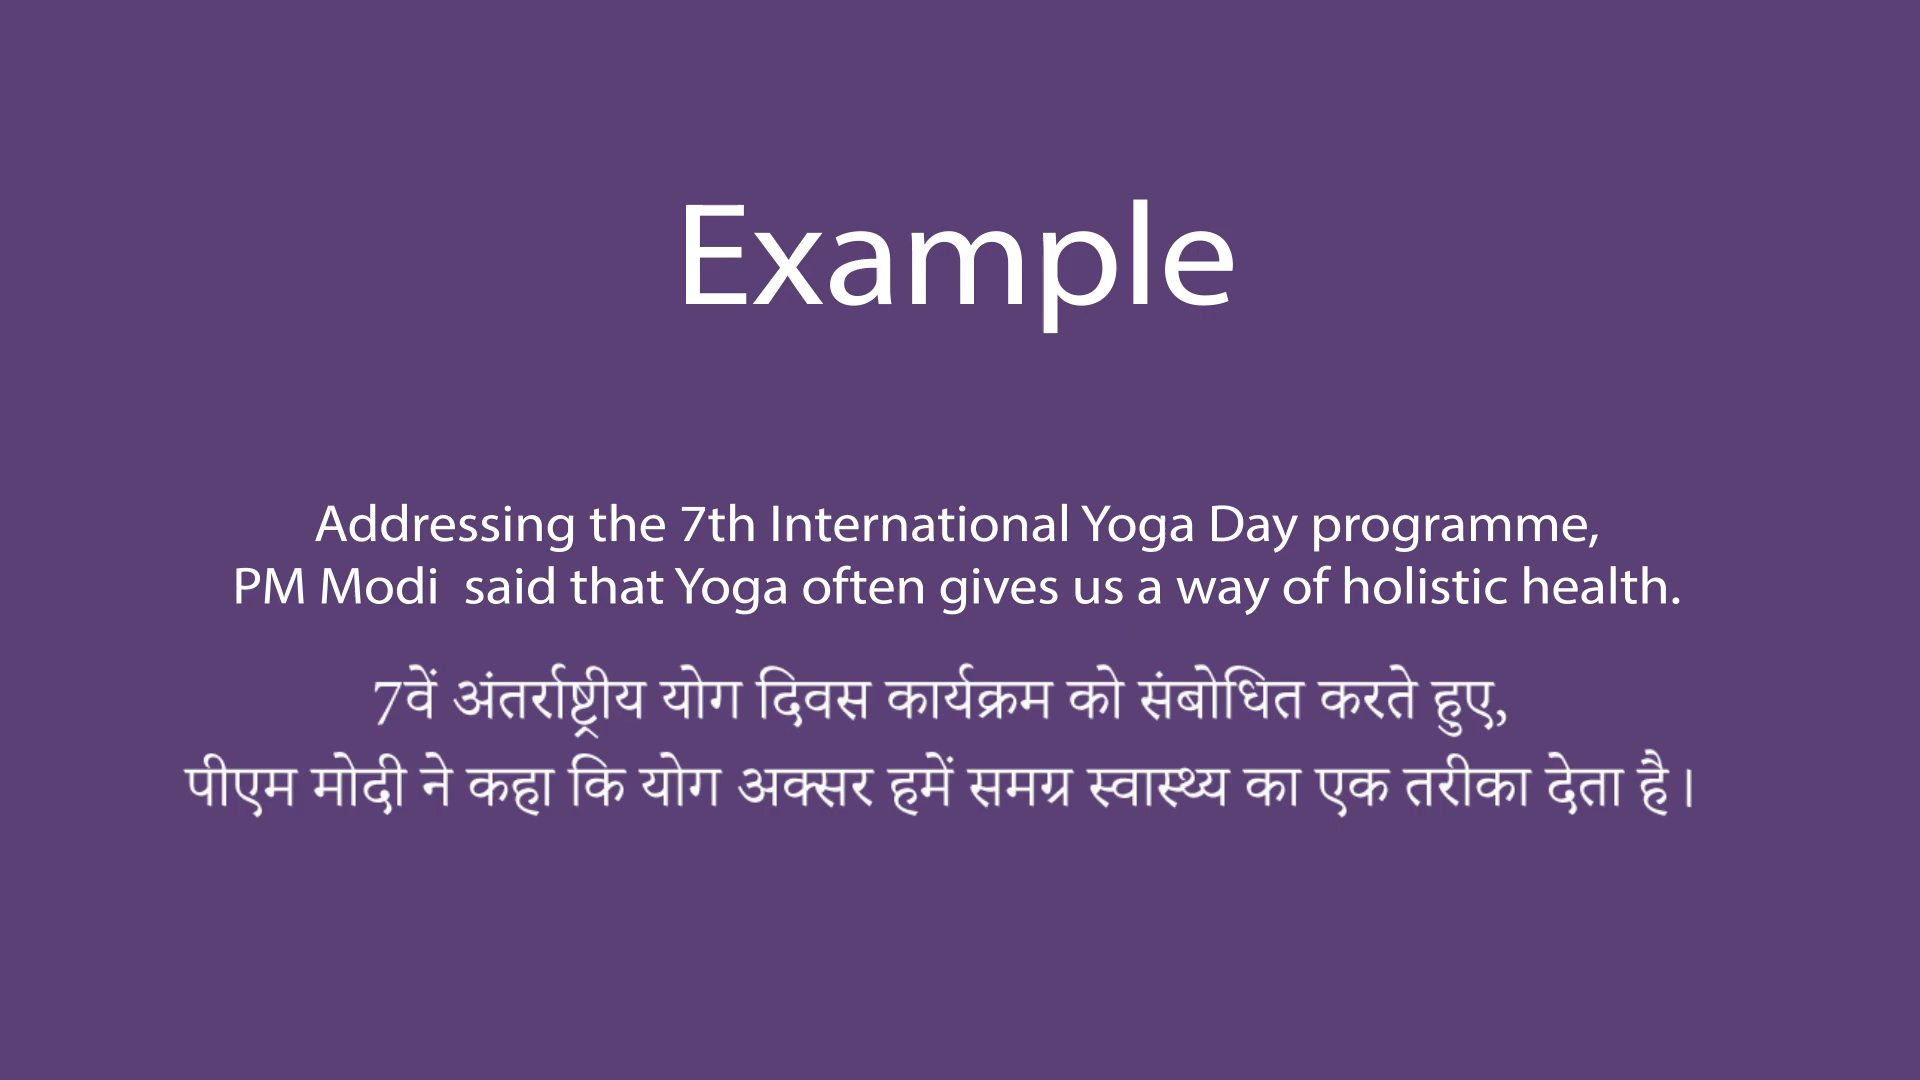 Example
Addressing the 7th International Yoga Day programme,
PM Modi  said that Yoga often gives us a way of holistic health.
7वें अंतर्राष्ट्रीय योग दिवस कार्यक्रम को संबोधित करते हुए,
पीएम मोदी ने कहा कि योग अक्सर हमें समग्र स्वास्थ्य का एक तरीका देता है।